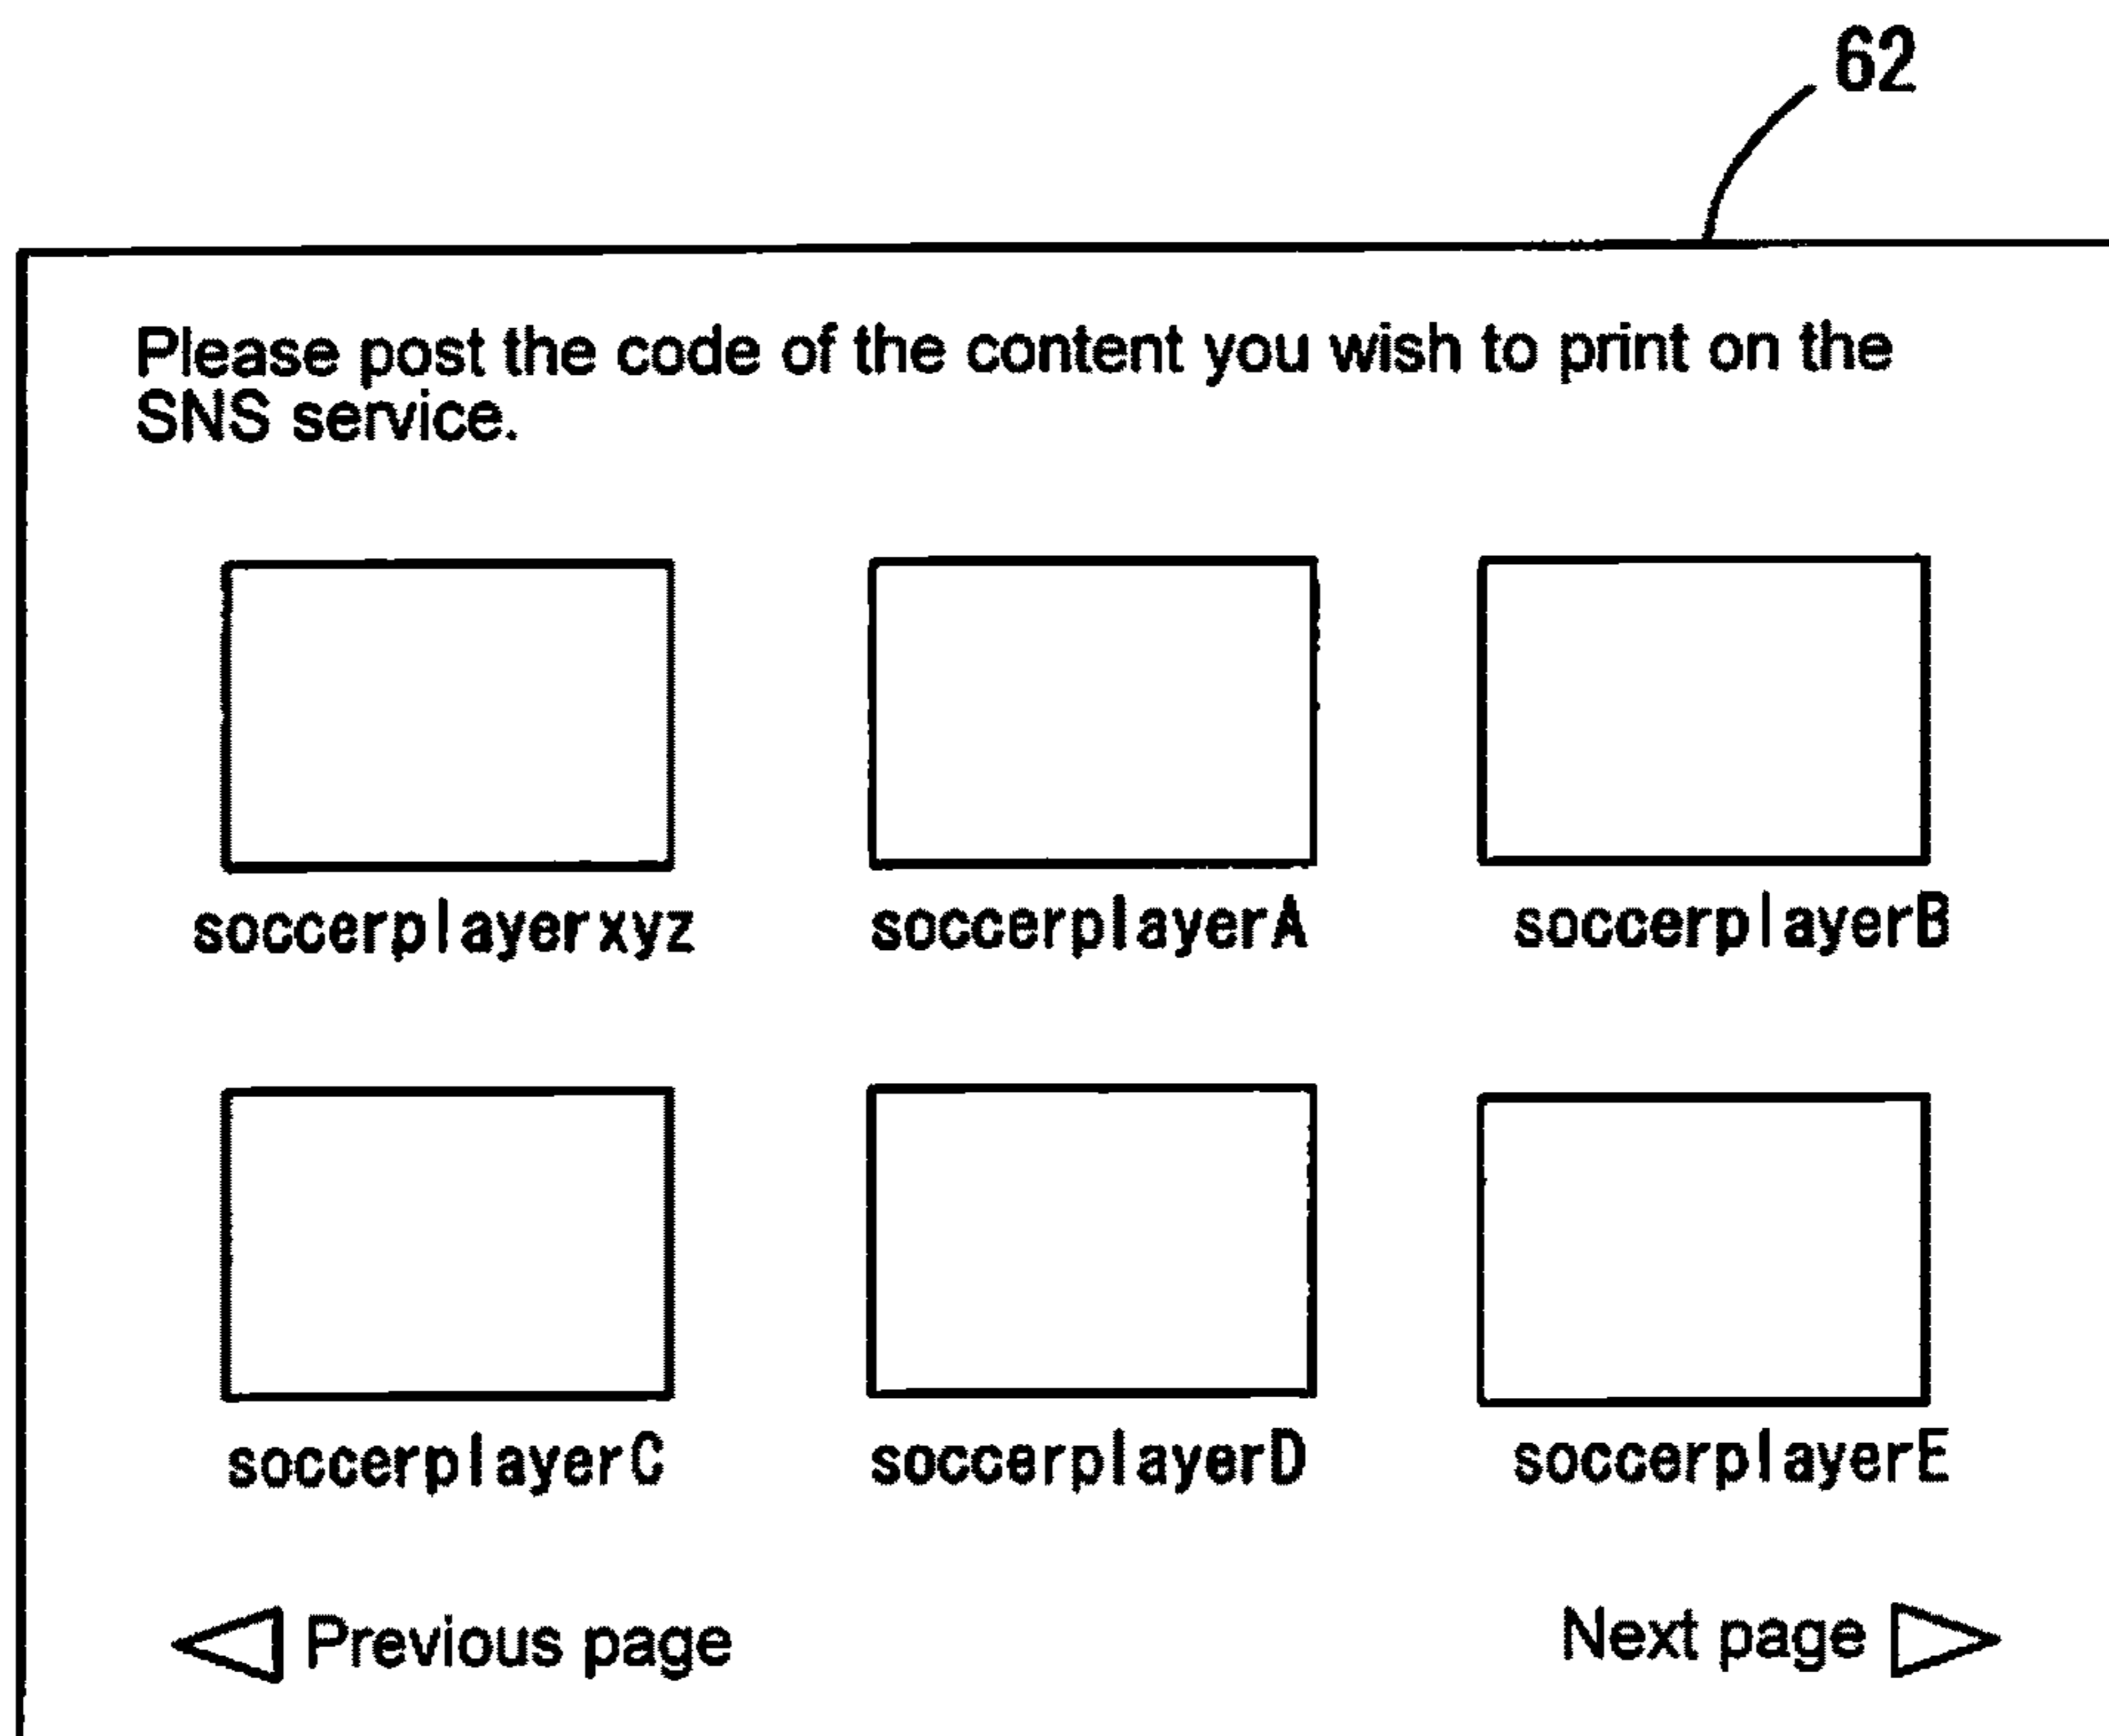 62
Please post the code of the content you wish to print on the
SNS service.
soccerplayerxyz soccerplayerA soccerplayerB
soccerplayerC soccerplayerD soccerplayerE
Previous page Next page